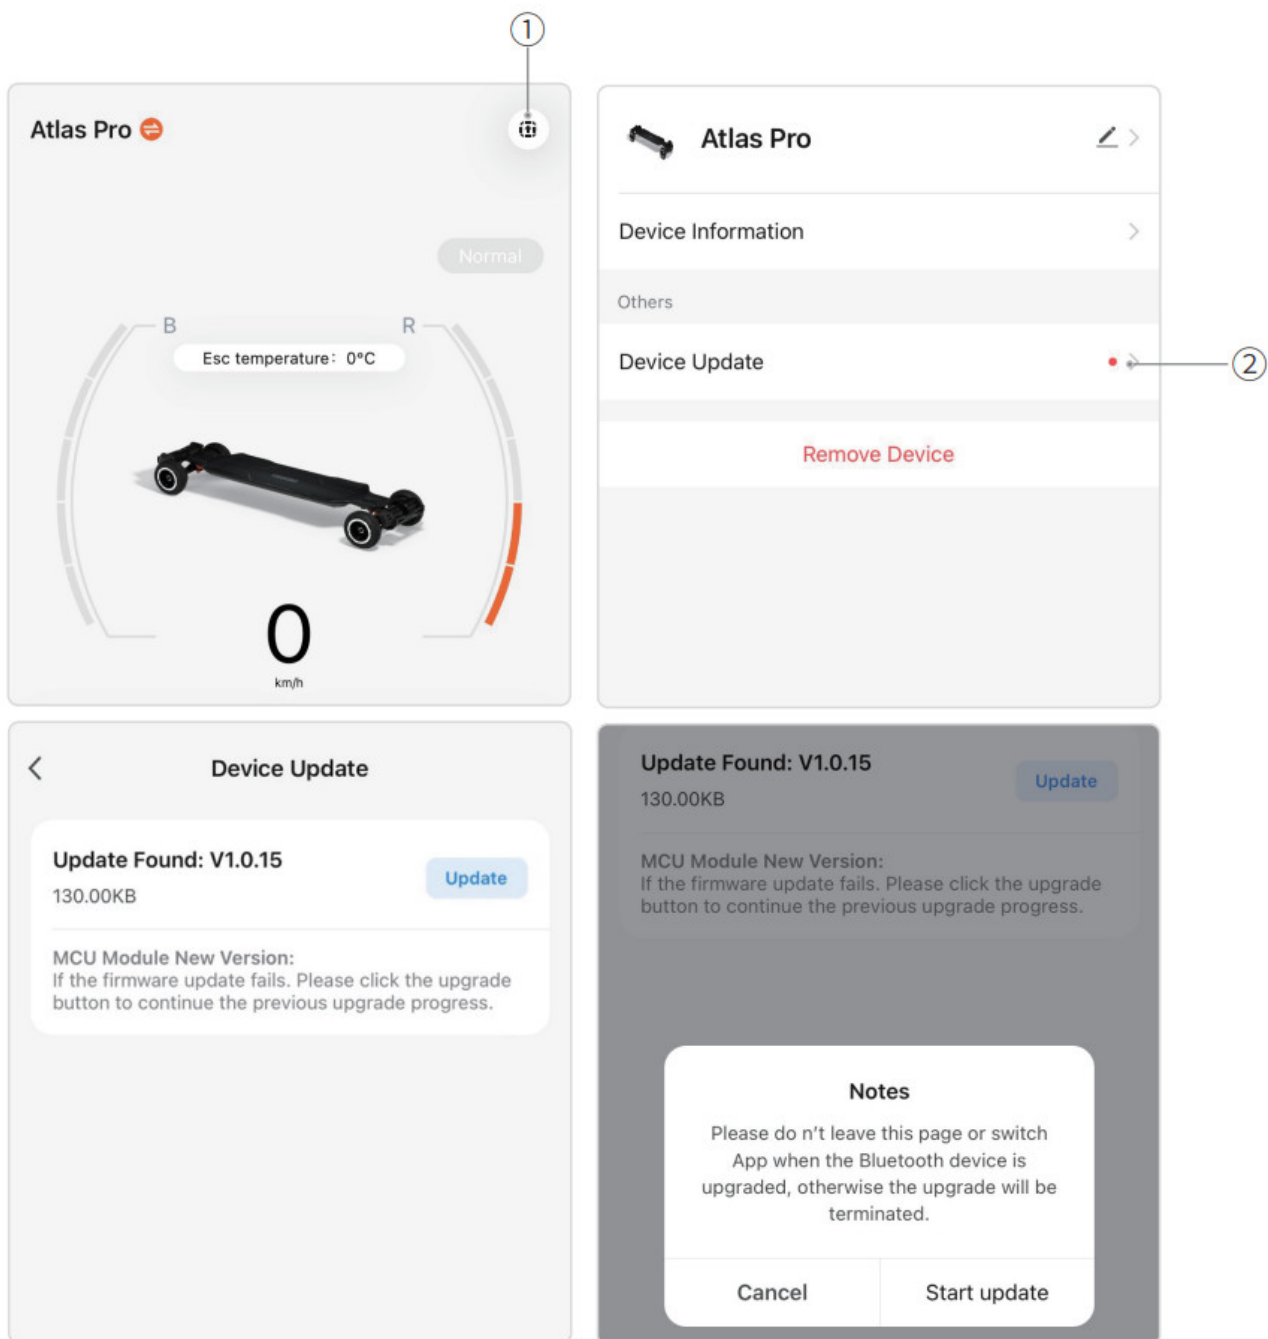 ①
Atlas Pro
Normal
B
R
Esc temperature: 0°C
0
km/h
Atlas Pro
Device Information
Others
Device Update
②
Remove Device
Device Update
Update Found: V1.0.15
130.00KB
Update
MCU Module New Version:
If the firmware update fails. Please click the upgrade
button to continue the previous upgrade progress.
Update Found: V1.0.15
130.00KB
Update
MCU Module New Version:
If the firmware update fails. Please click the upgrade
button to continue the previous upgrade progress.
Notes
Please do n't leave this page or switch
App when the Bluetooth device is
upgraded, otherwise the upgrade will be
terminated.
Cancel
Start update